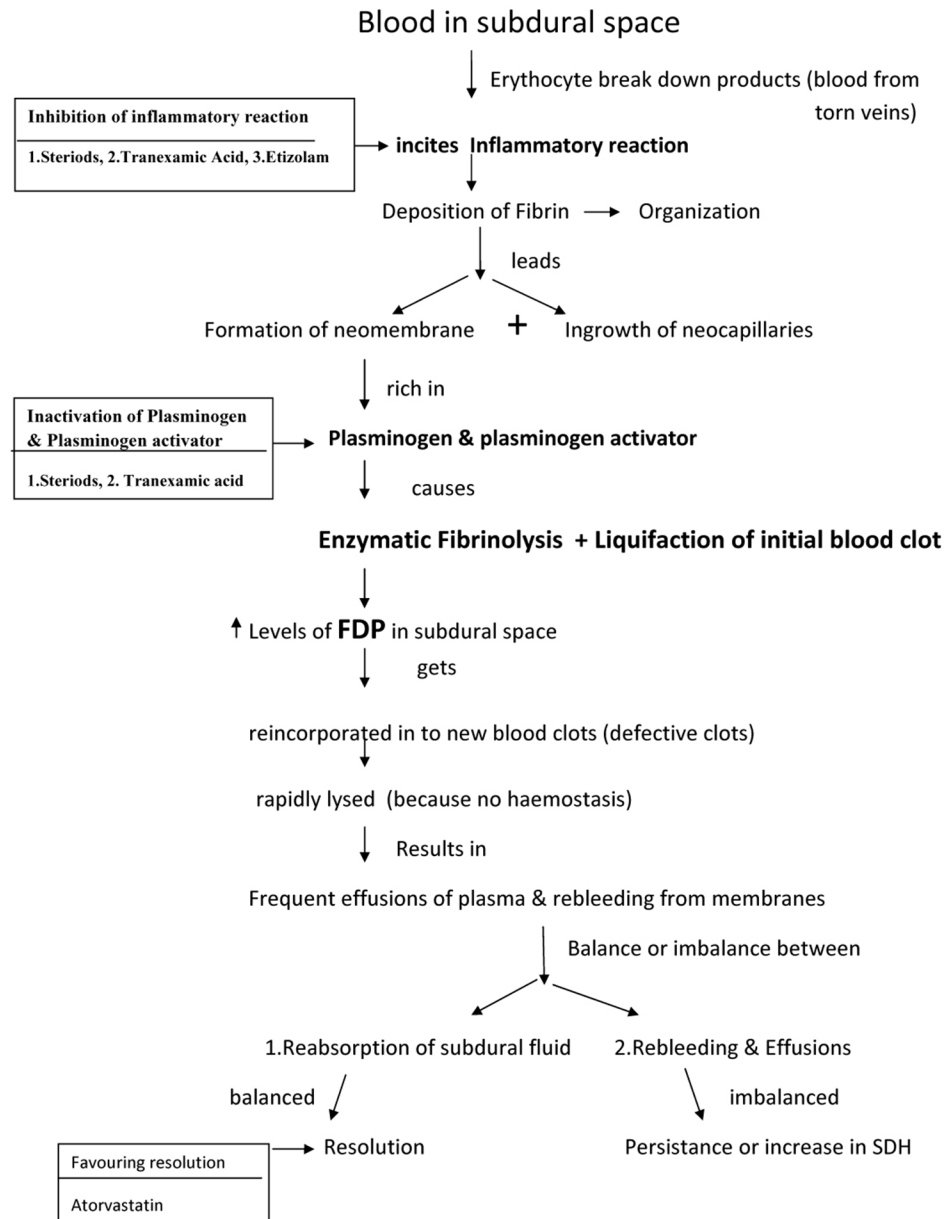 Blood in subdural space
Erythocyte break down products (blood from
torn veins)
Inhibition of inflammatory reaction
1.Steriods, 2.Tranexamic Acid, 3.Etizolam
incites Inflammatory reaction
Deposition of Fibrin
Organization
leads
Formation of neomembrane
+
Ingrowth of neocapillaries
rich in
Inactivation of Plasminogen
& Plasminogen activator
1.Steriods, 2. Tranexamic acid
Plasminogen & plasminogen activator
causes
Enzymatic Fibrinolysis + Liquifaction of initial blood clot
Levels of FDP in subdural space
gets
reincorporated in to new blood clots (defective clots)
rapidly lysed (because no haemostasis)
Results in
Frequent effusions of plasma & rebleeding from membranes
Balance or imbalance between
1.Reabsorption of subdural fluid
2.Rebleeding & Effusions
balanced
imbalanced
Resolution
Persistance or increase in SDH
Favouring resolution
Atorvastatin